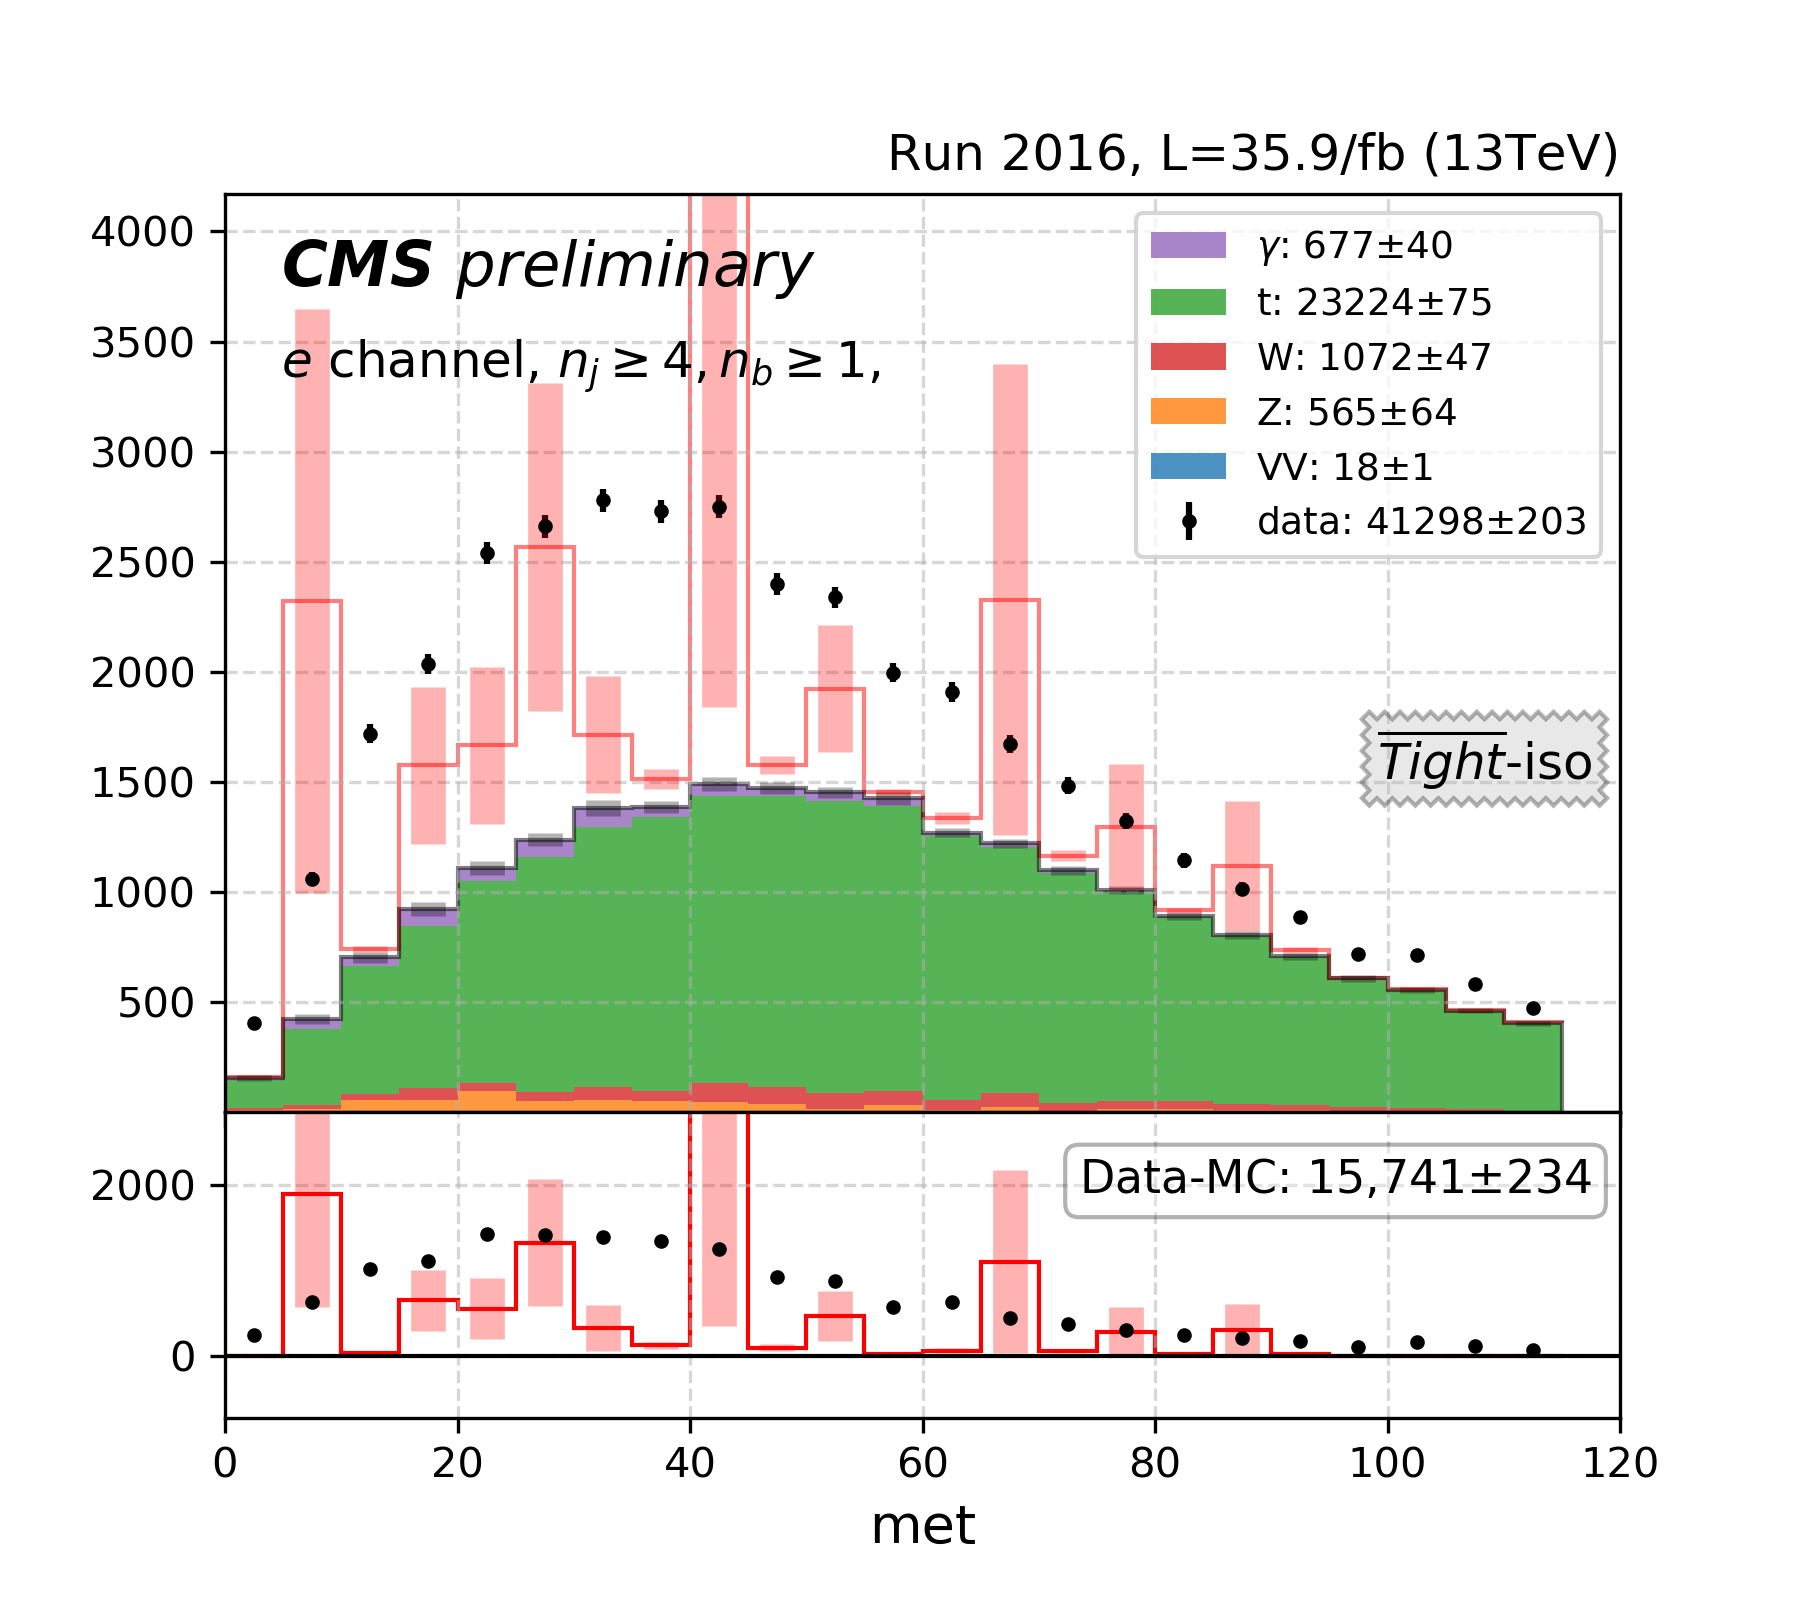 Run 2016, L=35.9/fb (13TeV)
4000
3500
3000
2500
2000
1500
1000
500
CMS preliminary
e channel, n_j ≥ 4, n_b ≥ 1,
γ: 677±40
t: 23224±75
W: 1072±47
Z: 565±64
VV: 18±1
data: 41298±203
T̅i̅g̅h̅t̅-iso
2000
0
Data-MC: 15,741±234
0 20 40 60 80 100 120
met